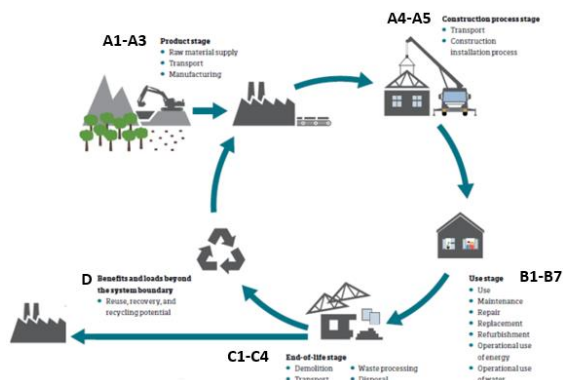 A1-A3
Product stage
• Raw material supply
• Transport
• Manufacturing
A4-A5
Construction process stage
• Transport
• Construction
installation process
B1-B7
Use stage
• Use
• Maintenance
• Repair
• Replacement
• Refurbishment
• Operational use
of energy
• Operational use
C1-C4
End-of-life stage
• Demolition
• Transport
• Waste processing
• Disposal
D
Benefits and loads beyond
the system boundary
• Reuse, recovery, and
recycling potential